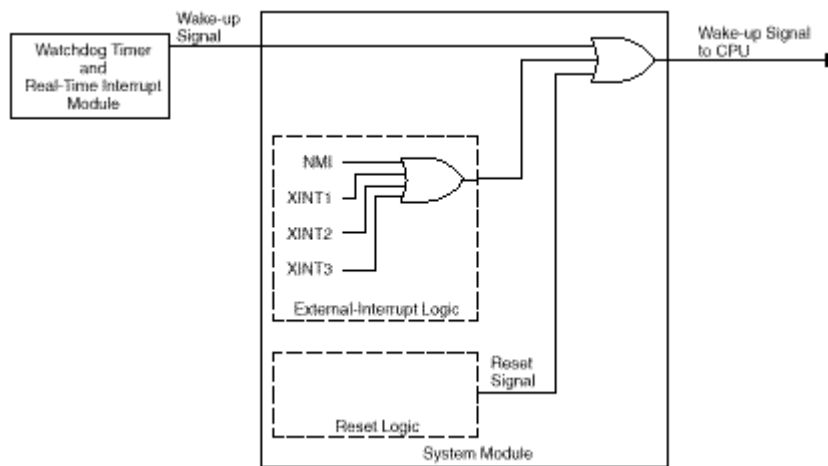 Wake-up
Signal
Watchdog Timer
and
Real-Time Interrupt
Module
Wake-up Signal
to CPU
NMI
XINT1
XINT2
XINT3
External-Interrupt Logic
Reset
Signal
Reset Logic
System Module